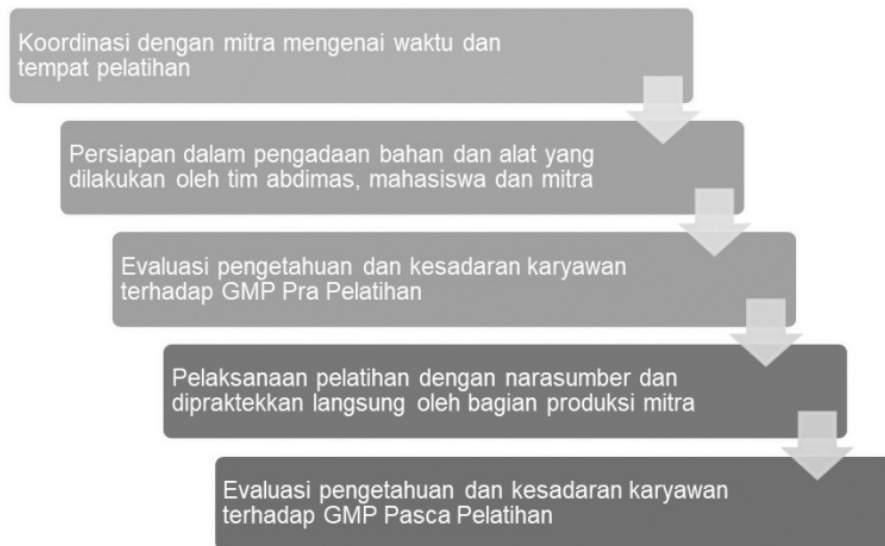 Koordinasi dengan mitra mengenai waktu dan
tempat pelatihan
Persiapan dalam pengadaan bahan dan alat yang
dilakukan oleh tim abdimas, mahasiswa dan mitra
Evaluasi pengetahuan dan kesadaran karyawan
terhadap GMP Pra Pelatihan
Pelaksanaan pelatihan dengan narasumber dan
dipraktekkan langsung oleh bagian produksi mitra
Evaluasi pengetahuan dan kesadaran karyawan
terhadap GMP Pasca Pelatihan